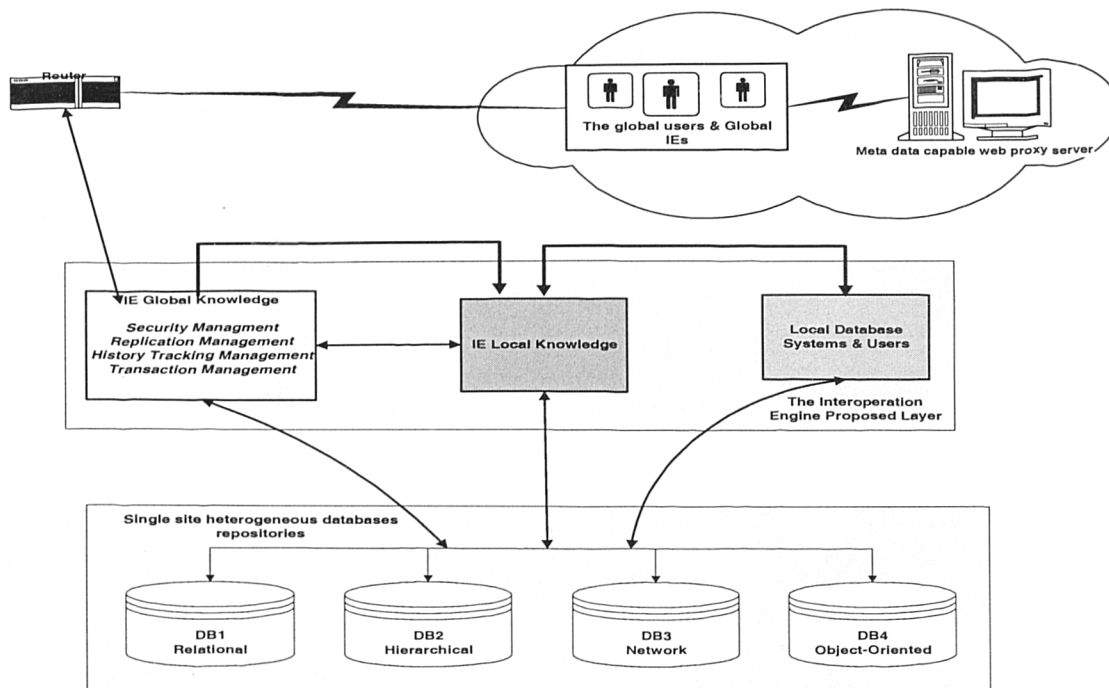 Router
The global users & Global
IEs
Meta data capable web proxy server
IE Global Knowledge
Security Managment
Replication Management
History Tracking Management
Transaction Management
IE Local Knowledge
Local Database
Systems & Users
The Interoperation
Engine Proposed Layer
Single site heterogeneous databases
repositories
DB1
Relational
DB2
Hierarchical
DB3
Network
DB4
Object-Oriented